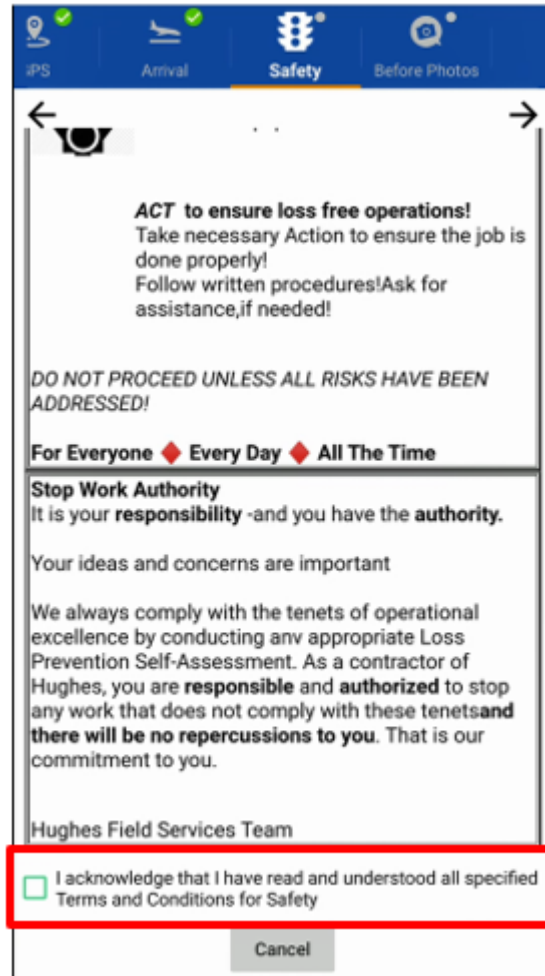 iPS Arrival Safety Before Photos
ACT to ensure loss free operations!
Take necessary Action to ensure the job is
done properly!
Follow written procedures!Ask for
assistance,if needed!
DO NOT PROCEED UNLESS ALL RISKS HAVE BEEN
ADDRESSED!
For Everyone ♦ Every Day ♦ All The Time
Stop Work Authority
It is your responsibility -and you have the authority.
Your ideas and concerns are important
We always comply with the tenets of operational
excellence by conducting anv appropriate Loss
Prevention Self-Assessment. As a contractor of
Hughes, you are responsible and authorized to stop
any work that does not comply with these tenetsand
there will be no repercussions to you. That is our
commitment to you.
Hughes Field Services Team
I acknowledge that I have read and understood all specified
Terms and Conditions for Safety
Cancel